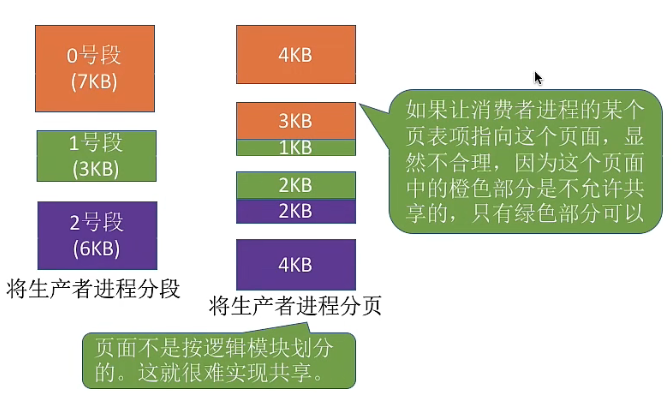 0号段
(7KB)
1号段
(3KB)
2号段
(6KB)
将生产者进程分段
4KB
3KB
1KB
2KB
2KB
4KB
将生产者进程分页
如果让消费者进程的某个
页表项指向这个页面，显
然不合理，因为这个页面
中的橙色部分是不允许共
享的，只有绿色部分可以
页面不是按逻辑模块划分
的。这就很难实现共享。